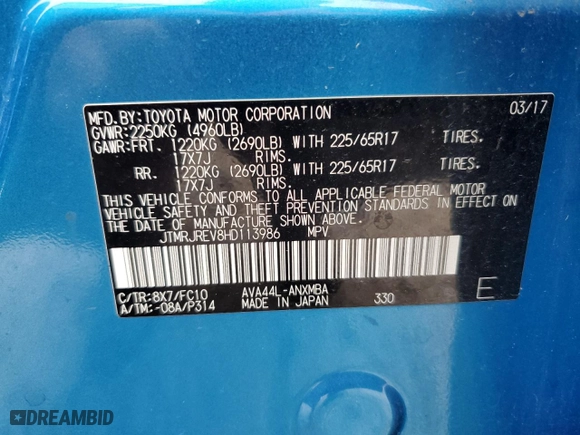 MFD.BY:TOYOTA MOTOR CORPORATION 03/17
GVWR:2250KG (4960LB)
GAWR:FRT. 1220KG (2690LB) WITH 225/65R17 TIRES.
17X7J RIMS.
RR. 1220KG (2690LB) WITH 225/65R17 TIRES.
17X7J RIMS.
THIS VEHICLE CONFORMS TO ALL APPLICABLE FEDERAL MOTOR
VEHICLE SAFETY AND THEFT PREVENTION STANDARDS IN EFFECT ON
THE DATE OF MANUFACTURE SHOWN ABOVE.
JTMRJREV8HD113986 MPV
C/TR:8X7/FC10 AVA44L-ANXMBA
A/TM:-08A/P314 MADE IN JAPAN 330 E
DREAMBID